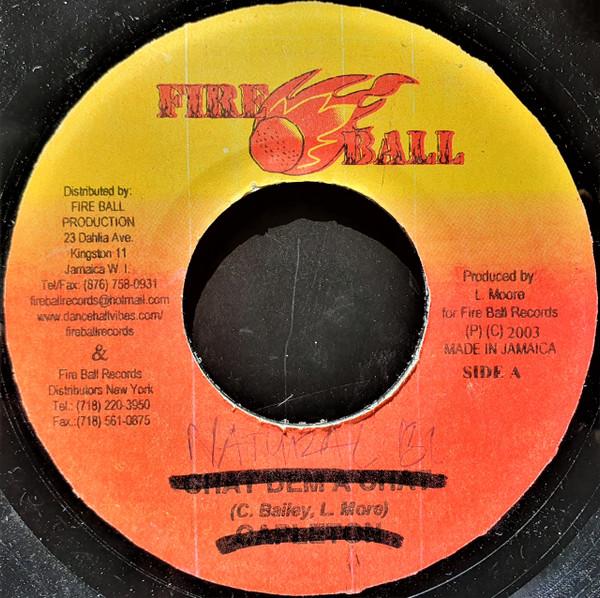 FIRE
BALL
Distributed by:
FIRE BALL
PRODUCTION
23 Dahlia Ave.
Kingston 11
Jamaica W. I.
Tel/Fax: (876) 758-0931
fireballrecords@hotmail.com
www.dancehallvibes.com/
fireballrecords
&
Fire Ball Records
Distributors New York
Tel.: (718) 220-3950
Fax.:(718) 561-0875
Produced by
L. Moore
for Fire Ball Records
(P) (C) 2003
MADE IN JAMAICA
SIDE A
NATURAL BL
CHAT DEM A CHAT
(C. Bailey, L. More)
CAPLETON